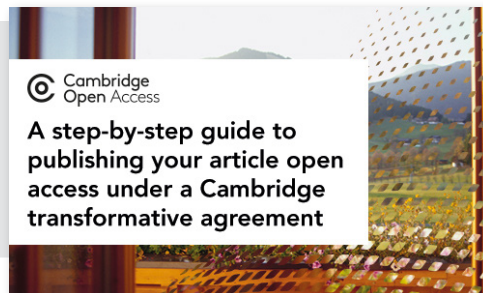 Cambridge
Open Access
A step-by-step guide to
publishing your article open
access under a Cambridge
transformative agreement